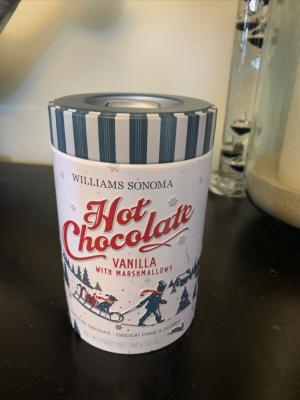 WILLIAMS SONOMA
Hot
Chocolate
VANILLA
WITH MARSHMALLOWS